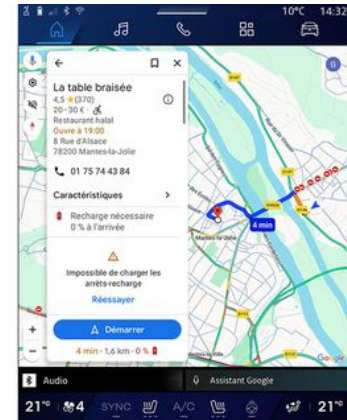 10°C 14:32
La table braisée
4,5 ★ (370)
20-30 € ·
Restaurant halal
Ouvre à 19:00
8 Rue d'Alsace
78200 Mantes-la-Jolie
01 75 74 43 84
Caractéristiques
Recharge nécessaire
0 % à l'arrivée
Impossible de charger les
arrêts-recharge
Réessayer
Démarrer
4 min · 1,6 km · 0 %
G
4 min
Mantes-la-Jolie
Google
Audio
Assistant Google
21° 4 SYNC A/C 21°